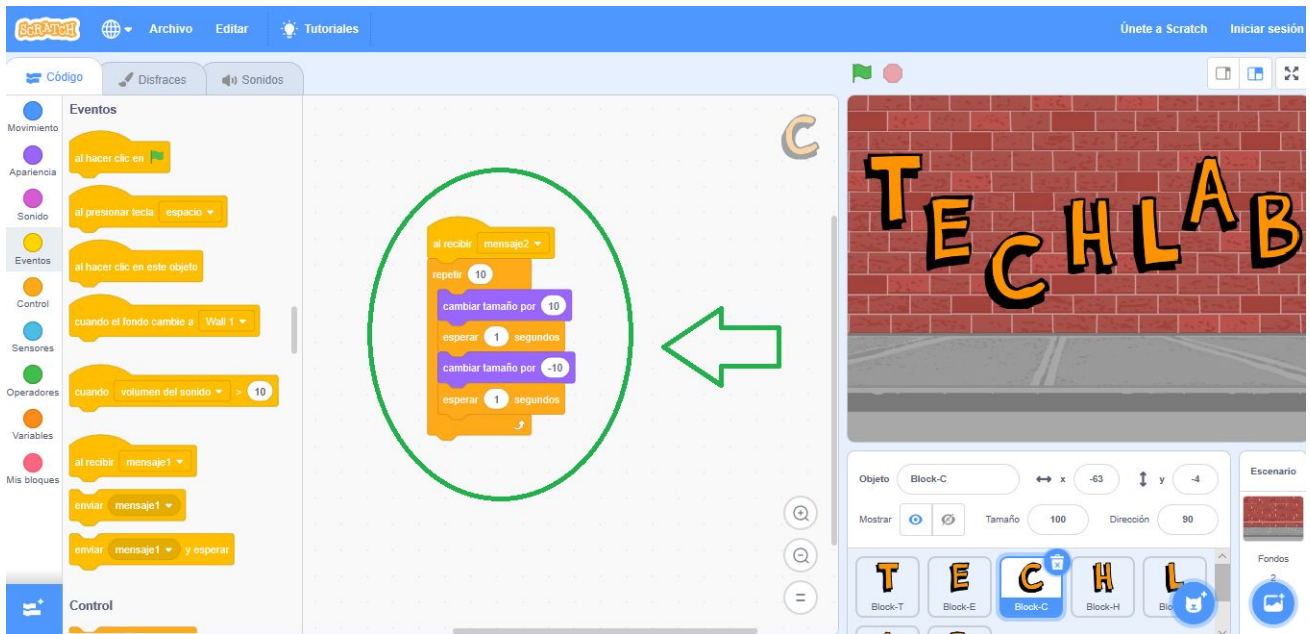 SCRATCH Archivo Editar Tutoriales Únete a Scratch Iniciar sesión
Código Disfraces Sonidos
Movimiento
Apariencia
Sonido
Eventos
Control
Sensores
Operadores
Variables
Mis bloques
Eventos
al hacer clic en
al presionar tecla espacio
al hacer clic en este objeto
cuando el fondo cambie a Wall 1
cuando volumen del sonido > 10
al recibir mensaje1
enviar mensaje1
enviar mensaje1 y esperar
Control
C
al recibir mensaje2
repetir 10
cambiar tamaño por 10
esperar 1 segundos
cambiar tamaño por -10
esperar 1 segundos
TECHLAB
Objeto Block-C x -63 y -4
Mostrar Tamaño 100 Dirección 90
T E C H L
Block-T Block-E Block-C Block-H
Escenario
Fondos
2